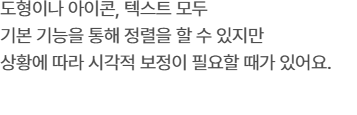 도형이나 아이콘, 텍스트 모두
기본 기능을 통해 정렬을 할 수 있지만
상황에 따라 시각적 보정이 필요할 때가 있어요.